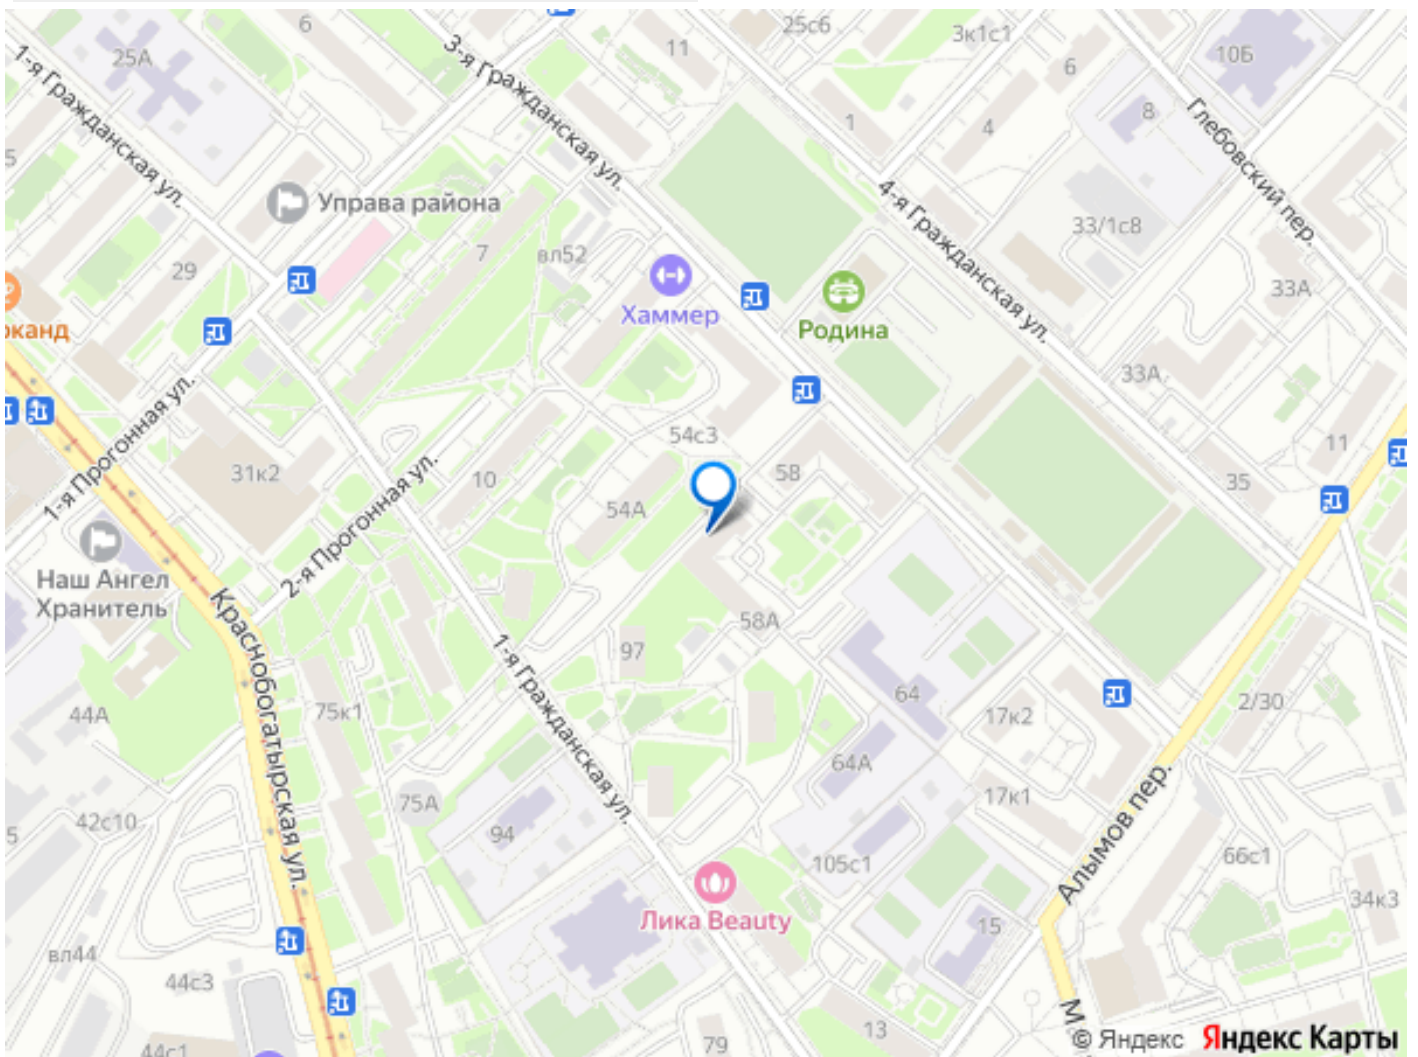 6
25с6
3к1с1
11
25А
10Б
6
1-я Гражданская ул.
3-я Гражданская ул.
8
1
4
Глебовский пер.
5
Управа района
4-я Гражданская ул.
33/1с8
7
вл52
29
33А
Хаммер
Родина
оканд
33А
1-я Прогонная ул.
54с3
11
31к2
10
58
35
2-я Прогонная ул.
54А
Наш Ангел
Хранитель
Краснобогатырская ул.
58А
97
1-я Гражданская ул.
64
44А
75к1
17к2
2/30
64А
75А
17к1
Алымов пер.
42с10
5
94
105с1
66с1
34к3
Лика Beauty
15
вл44
44с3
М
13
79
44с1
© Яндекс Яндекс Карты